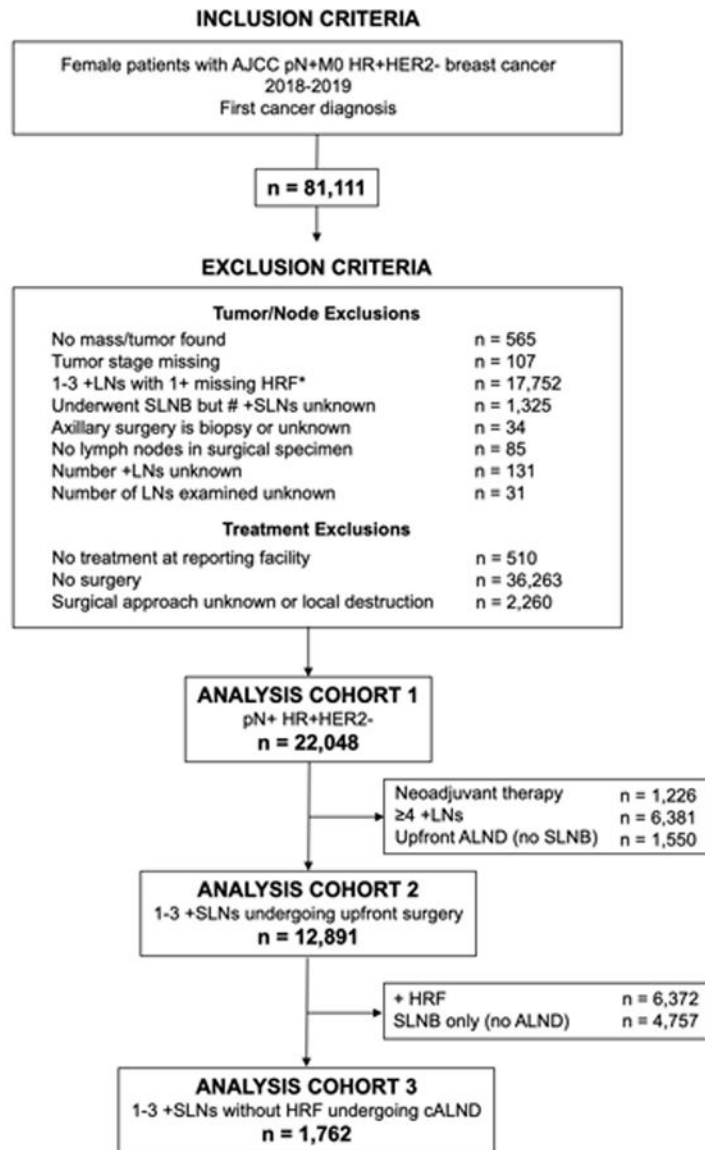 INCLUSION CRITERIA
Female patients with AJCC pN+M0 HR+HER2- breast cancer
2018-2019
First cancer diagnosis
n = 81,111
EXCLUSION CRITERIA
Tumor/Node Exclusions
No mass/tumor found n = 565
Tumor stage missing n = 107
1-3 +LNs with 1+ missing HRF* n = 17,752
Underwent SLNB but # +SLNs unknown n = 1,325
Axillary surgery is biopsy or unknown n = 34
No lymph nodes in surgical specimen n = 85
Number +LNs unknown n = 131
Number of LNs examined unknown n = 31
Treatment Exclusions
No treatment at reporting facility n = 510
No surgery n = 36,263
Surgical approach unknown or local destruction n = 2,260
ANALYSIS COHORT 1
pN+ HR+HER2-
n = 22,048
Neoadjuvant therapy n = 1,226
≥4 +LNs n = 6,381
Upfront ALND (no SLNB) n = 1,550
ANALYSIS COHORT 2
1-3 +SLNs undergoing upfront surgery
n = 12,891
+ HRF n = 6,372
SLNB only (no ALND) n = 4,757
ANALYSIS COHORT 3
1-3 +SLNs without HRF undergoing cALND
n = 1,762